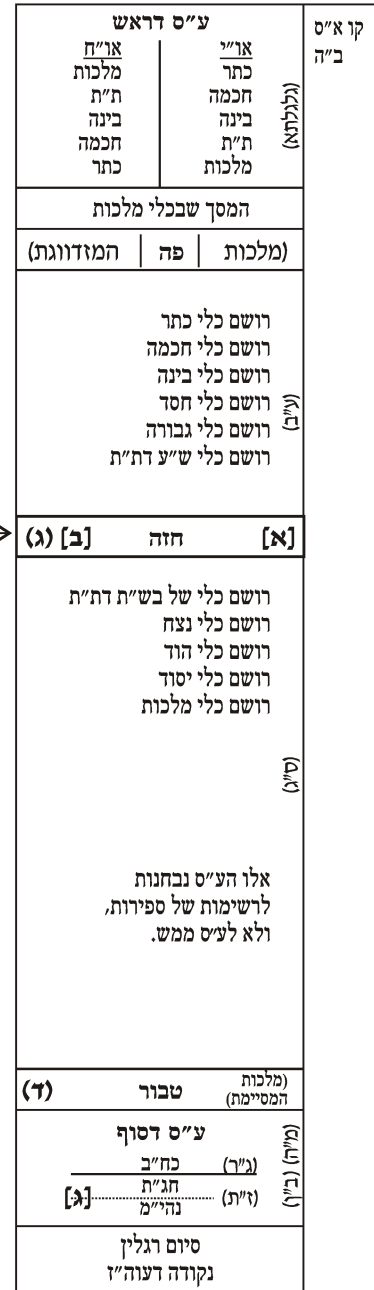 קו א״ס
ב״ה
ע״ס דראש
או״י או״ח
כתר מלכות
חכמה ת״ת
בינה בינה
ת״ת חכמה
מלכות כתר
(גלגלתא)
המסך שבכלי מלכות
(מלכות | פה | המזדווגת)
רושם כלי כתר
רושם כלי חכמה
רושם כלי בינה
רושם כלי חסד
רושם כלי גבורה
רושם כלי ש״ע דת״ת
(ע״ב)
[א] חזה [ב] (ג)
רושם כלי של בש״ת דת״ת
רושם כלי נצח
רושם כלי הוד
רושם כלי יסוד
רושם כלי מלכות
(ס״ג)
אלו הע״ס נבחנות
לרשימות של ספירות,
ולא לע״ס ממש.
(מלכות
המסיימת) טבור (ד)
ע״ס דסוף
(ג״ר) כח״ב
חג״ת
(ז״ת) [ג]
נהי״מ
(מ״ה) (ב״ן)
סיום רגלין
נקודה דעוה״ז